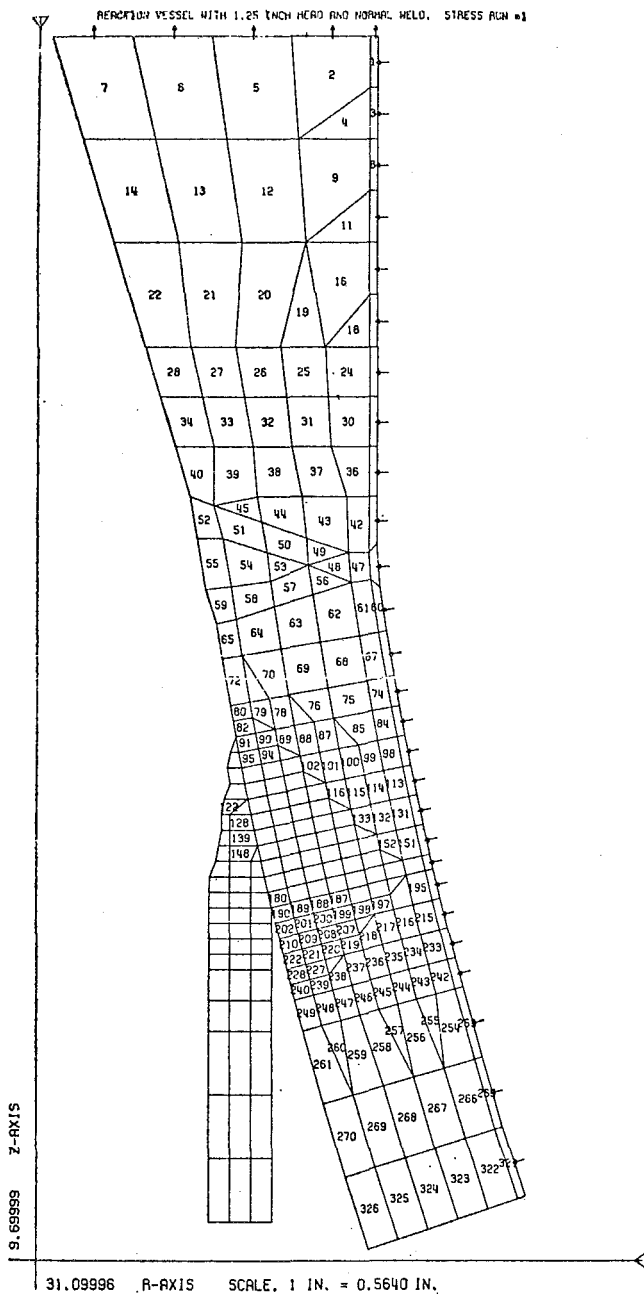 REACTION VESSEL WITH 1.25 INCH HEAD AND NORMAL WELD. STRESS RUN #1
7 6 5 2
4
14 13 12 9
11
22 21 20 19 16
18
28 27 26 25 24
34 33 32 31 30
40 39 38 37 36
52 51 45 44 43 42
50 49
55 54 53 48 47
59 58 57 56
65 64 63 62 61 60
72 70 69 68 67
80 79 78 76 75 74
82
91 90 89 88 87 85 84
95 94 102 101 100 99 98
116 115 114 113
122
128 133 132 131
139
148 152 151
180
190 189 188 187 195
202 201 200 199 198 197
210 209 208 207 218 217 216 215
222 221 220 219
228 227 238 237 236 235 234 233
240 239
249 248 247 246 245 244 243 242
261 260 259 258 257 256 255 254
270 269 268 267 266
326 325 324 323 322
9.69999 Z-AXIS
31.09996 R-AXIS SCALE. 1 IN. = 0.5640 IN.